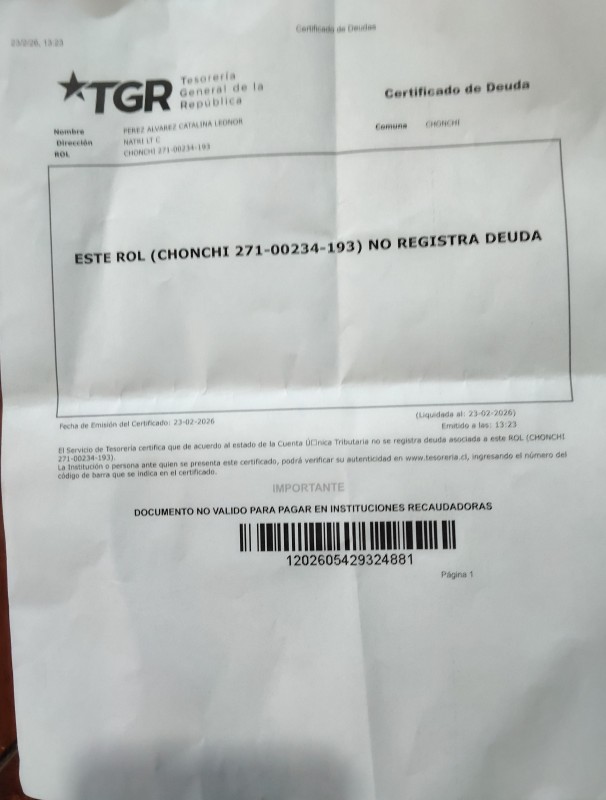 Certificado de Deudas
23/2/26, 13:23
TGR
Tesorería
General de la
República
Certificado de Deuda
Nombre PEREZ ALVAREZ CATALINA LEONOR
Comuna CHONCHI
Dirección NATRI LT C
ROL CHONCHI 271-00234-193
ESTE ROL (CHONCHI 271-00234-193) NO REGISTRA DEUDA
Fecha de Emisión del Certificado: 23-02-2026
(Liquidada al: 23-02-2026)
Emitido a las: 13:23
El Servicio de Tesorería certifica que de acuerdo al estado de la Cuenta ÚCinica Tributaria no se registra deuda asociada a este ROL (CHONCHI
271-00234-193).
La Institución o persona ante quien se presenta este certificado, podrá verificar su autenticidad en www.tesoreria.cl, ingresando el número del
código de barra que se indica en el certificado.
IMPORTANTE
DOCUMENTO NO VALIDO PARA PAGAR EN INSTITUCIONES RECAUDADORAS
1202605429324881
Página 1